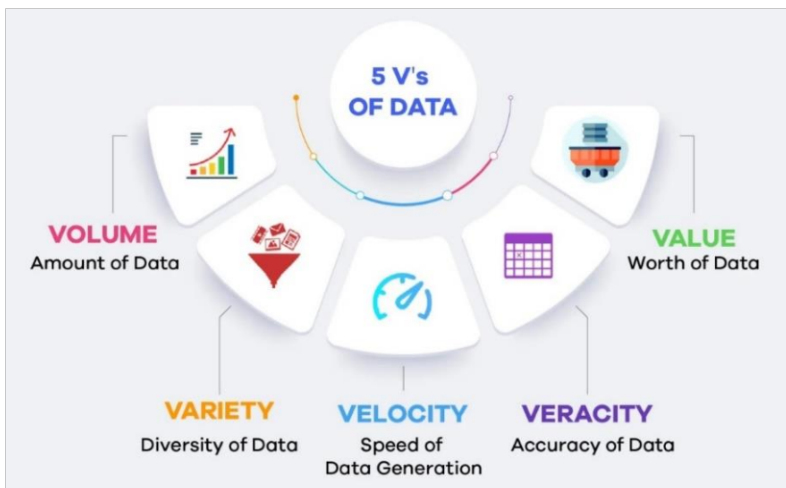 5 V's
OF DATA
VOLUME
Amount of Data
VARIETY
Diversity of Data
VELOCITY
Speed of
Data Generation
VERACITY
Accuracy of Data
VALUE
Worth of Data